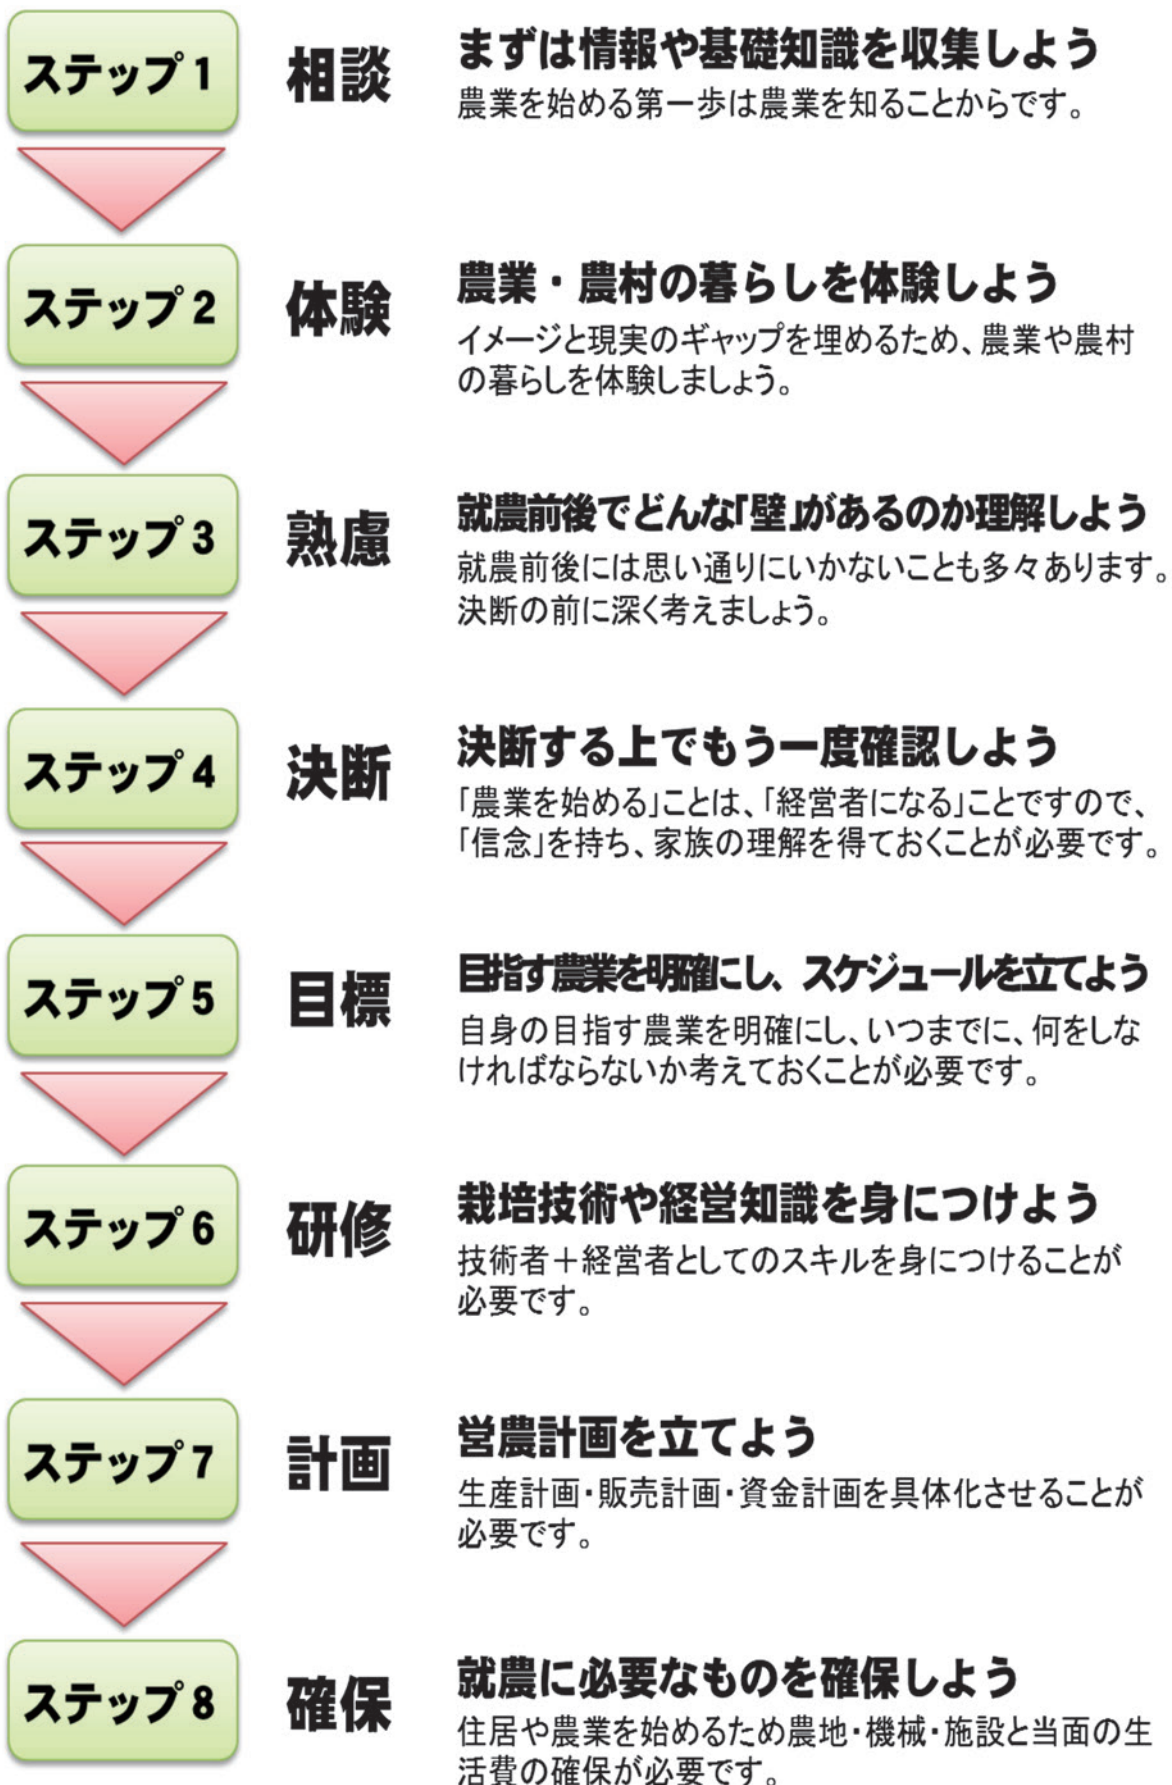 ステップ1
相談
まずは情報や基礎知識を収集しよう
農業を始める第一歩は農業を知ることからです。
ステップ2
体験
農業・農村の暮らしを体験しよう
イメージと現実のギャップを埋めるため、農業や農村
の暮らしを体験しましょう。
ステップ3
熟慮
就農前後でどんな「壁」があるのか理解しよう
就農前後には思い通りにいかないことも多々あります。
決断の前に深く考えましょう。
ステップ4
決断
決断する上でもう一度確認しよう
「農業を始める」ことは、「経営者になる」ことですので、
「信念」を持ち、家族の理解を得ておくことが必要です。
ステップ5
目標
目指す農業を明確にし、スケジュールを立てよう
自身の目指す農業を明確にし、いつまでに、何をしな
ければならないか考えておくことが必要です。
ステップ6
研修
栽培技術や経営知識を身につけよう
技術者＋経営者としてのスキルを身につけることが
必要です。
ステップ7
計画
営農計画を立てよう
生産計画・販売計画・資金計画を具体化させることが
必要です。
ステップ8
確保
就農に必要なものを確保しよう
住居や農業を始めるため農地・機械・施設と当面の生
活費の確保が必要です。